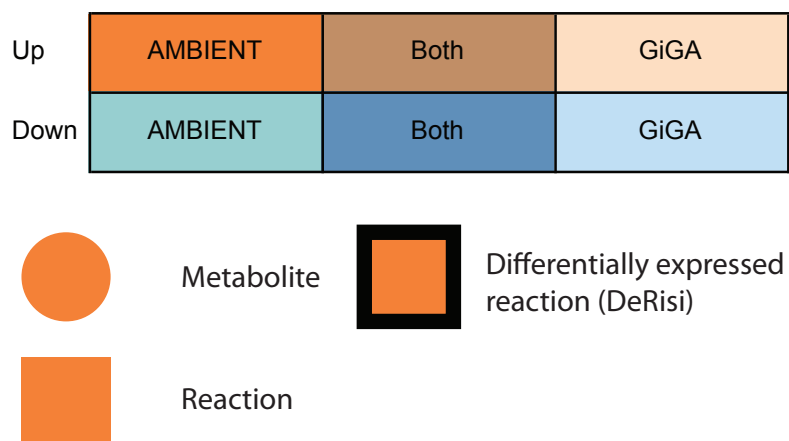 Up AMBIENT Both GiGA
Down AMBIENT Both GiGA
Metabolite
Differentially expressed
reaction (DeRisi)
Reaction